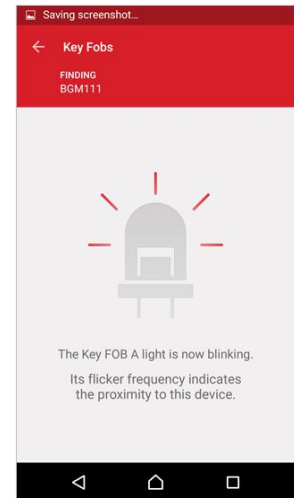 Saving screenshot...
Key Fobs
FINDING
BGM111
The Key FOB A light is now blinking.
Its flicker frequency indicates
the proximity to this device.